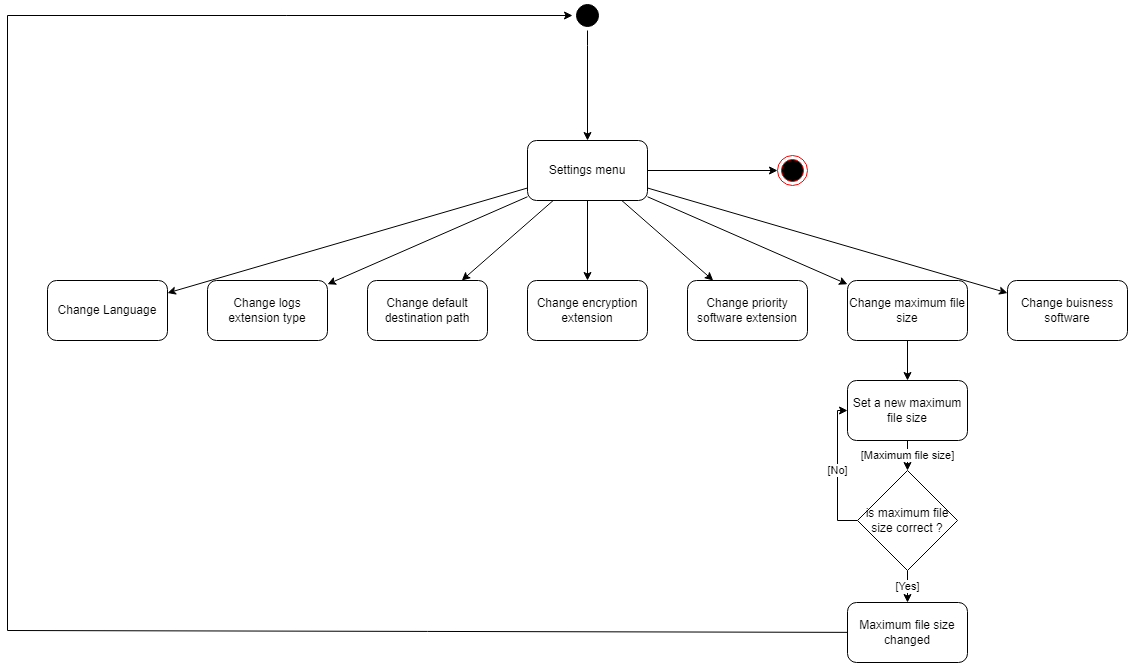 Settings menu
Change Language
Change logs
extension type
Change default
destination path
Change encryption
extension
Change priority
software extension
Change maximum file
size
Change buisness
software
Set a new maximum
file size
[Maximum file size]
[No]
is maximum file
size correct ?
[Yes]
Maximum file size
changed